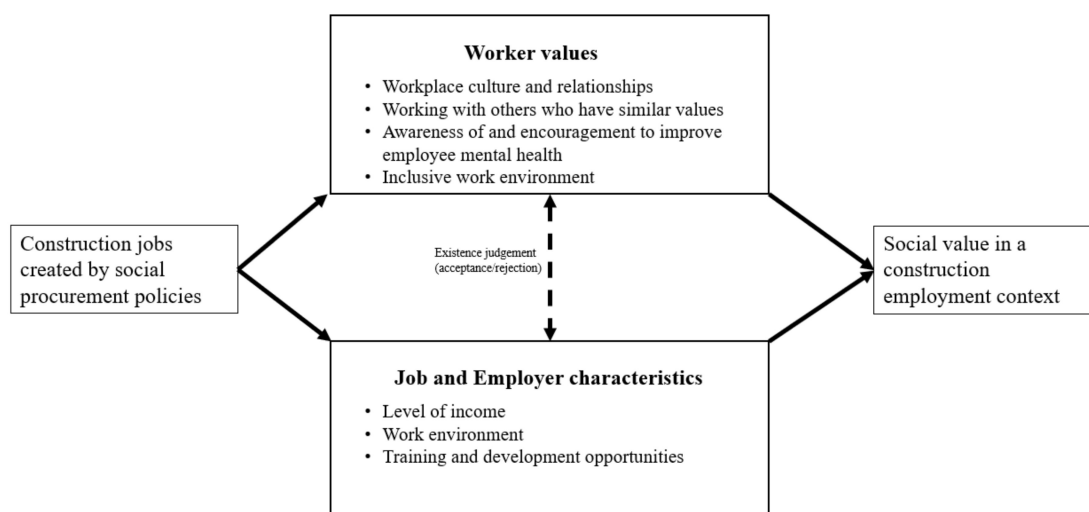 Worker values
• Workplace culture and relationships
• Working with others who have similar values
• Awareness of and encouragement to improve
employee mental health
• Inclusive work environment
Construction jobs
created by social
procurement policies
Existence judgement
(acceptance/rejection)
Social value in a
construction
employment context
Job and Employer characteristics
• Level of income
• Work environment
• Training and development opportunities